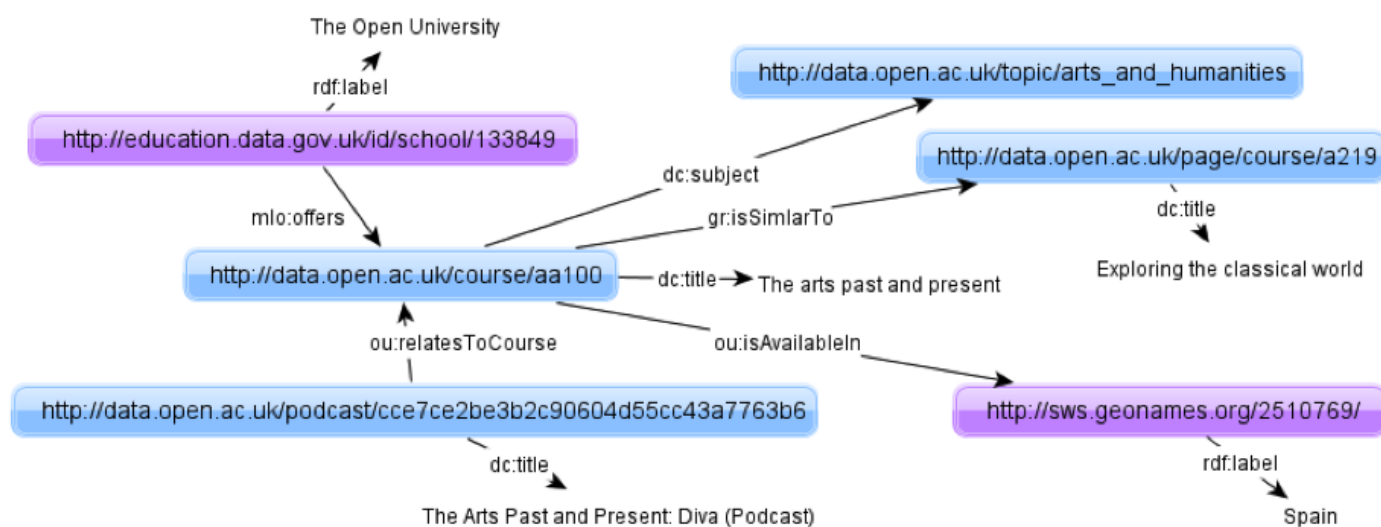 The Open University
rdf:label
http://data.open.ac.uk/topic/arts_and_humanities
http://education.data.gov.uk/id/school/133849
http://data.open.ac.uk/page/course/a219
dc:subject
mlo:offers
gr:isSimlarTo
dc:title
http://data.open.ac.uk/course/aa100
dc:title
The arts past and present
Exploring the classical world
ou:relatesToCourse
ou:isAvailableIn
http://data.open.ac.uk/podcast/cce7ce2be3b2c90604d55cc43a7763b6
http://sws.geonames.org/2510769/
dc:title
rdf:label
The Arts Past and Present: Diva (Podcast)
Spain